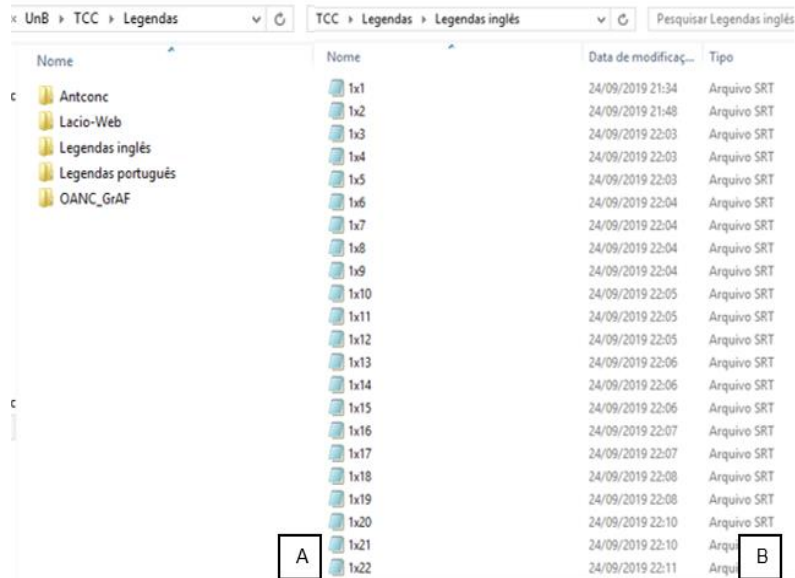 UnB › TCC › Legendas
Nome
Antconc
Lacio-Web
Legendas inglês
Legendas português
OANC_GrAF
A
TCC › Legendas › Legendas inglês Pesquisar Legendas inglês
Nome Data de modificaç... Tipo
1x1 24/09/2019 21:34 Arquivo SRT
1x2 24/09/2019 21:48 Arquivo SRT
1x3 24/09/2019 22:03 Arquivo SRT
1x4 24/09/2019 22:03 Arquivo SRT
1x5 24/09/2019 22:03 Arquivo SRT
1x6 24/09/2019 22:04 Arquivo SRT
1x7 24/09/2019 22:04 Arquivo SRT
1x8 24/09/2019 22:04 Arquivo SRT
1x9 24/09/2019 22:04 Arquivo SRT
1x10 24/09/2019 22:05 Arquivo SRT
1x11 24/09/2019 22:05 Arquivo SRT
1x12 24/09/2019 22:05 Arquivo SRT
1x13 24/09/2019 22:06 Arquivo SRT
1x14 24/09/2019 22:06 Arquivo SRT
1x15 24/09/2019 22:06 Arquivo SRT
1x16 24/09/2019 22:07 Arquivo SRT
1x17 24/09/2019 22:07 Arquivo SRT
1x18 24/09/2019 22:08 Arquivo SRT
1x19 24/09/2019 22:08 Arquivo SRT
1x20 24/09/2019 22:10 Arquivo SRT
1x21 24/09/2019 22:10 Arqui
1x22 24/09/2019 22:11 Arqui
B